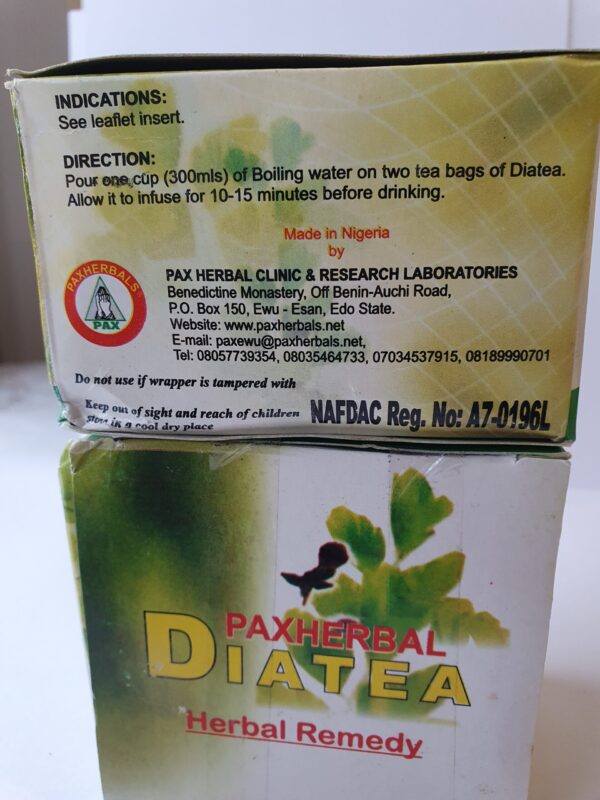 INDICATIONS:
See leaflet insert.
DIRECTION:
Pour one cup (300mls) of Boiling water on two tea bags of Diatea.
Allow it to infuse for 10-15 minutes before drinking.
Made in Nigeria
by
PAXHERBALS
PAX
PAX HERBAL CLINIC & RESEARCH LABORATORIES
Benedictine Monastery, Off Benin-Auchi Road,
P.O. Box 150, Ewu - Esan, Edo State.
Website: www.paxherbals.net
E-mail: paxewu@paxherbals.net,
Tel: 08057739354, 08035464733, 07034537915, 08189990701
Do not use if wrapper is tampered with
Keep out of sight and reach of children
store in a cool dry place
NAFDAC Reg. No: A7-0196L
PAXHERBAL
DIATEA
Herbal Remedy